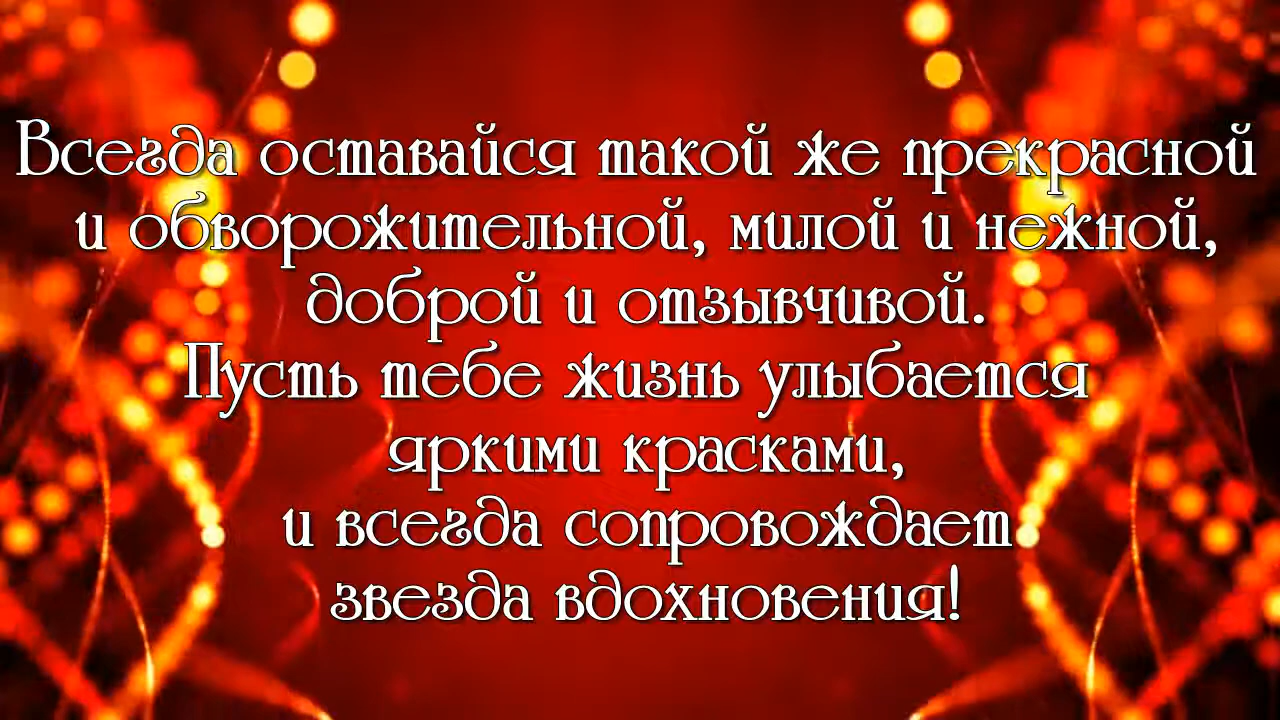 Всегда оставайся такой же прекрасной
и обворожительной, милой и нежной,
доброй и отзывчивой.
Пусть тебе жизнь улыбается
яркими красками,
и всегда сопровождает
звезда вдохновения!